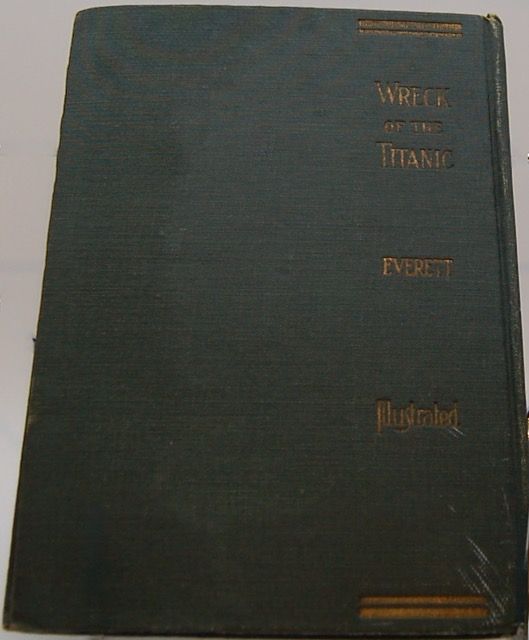 WRECK
OF THE
TITANIC
EVERETT
Illustrated